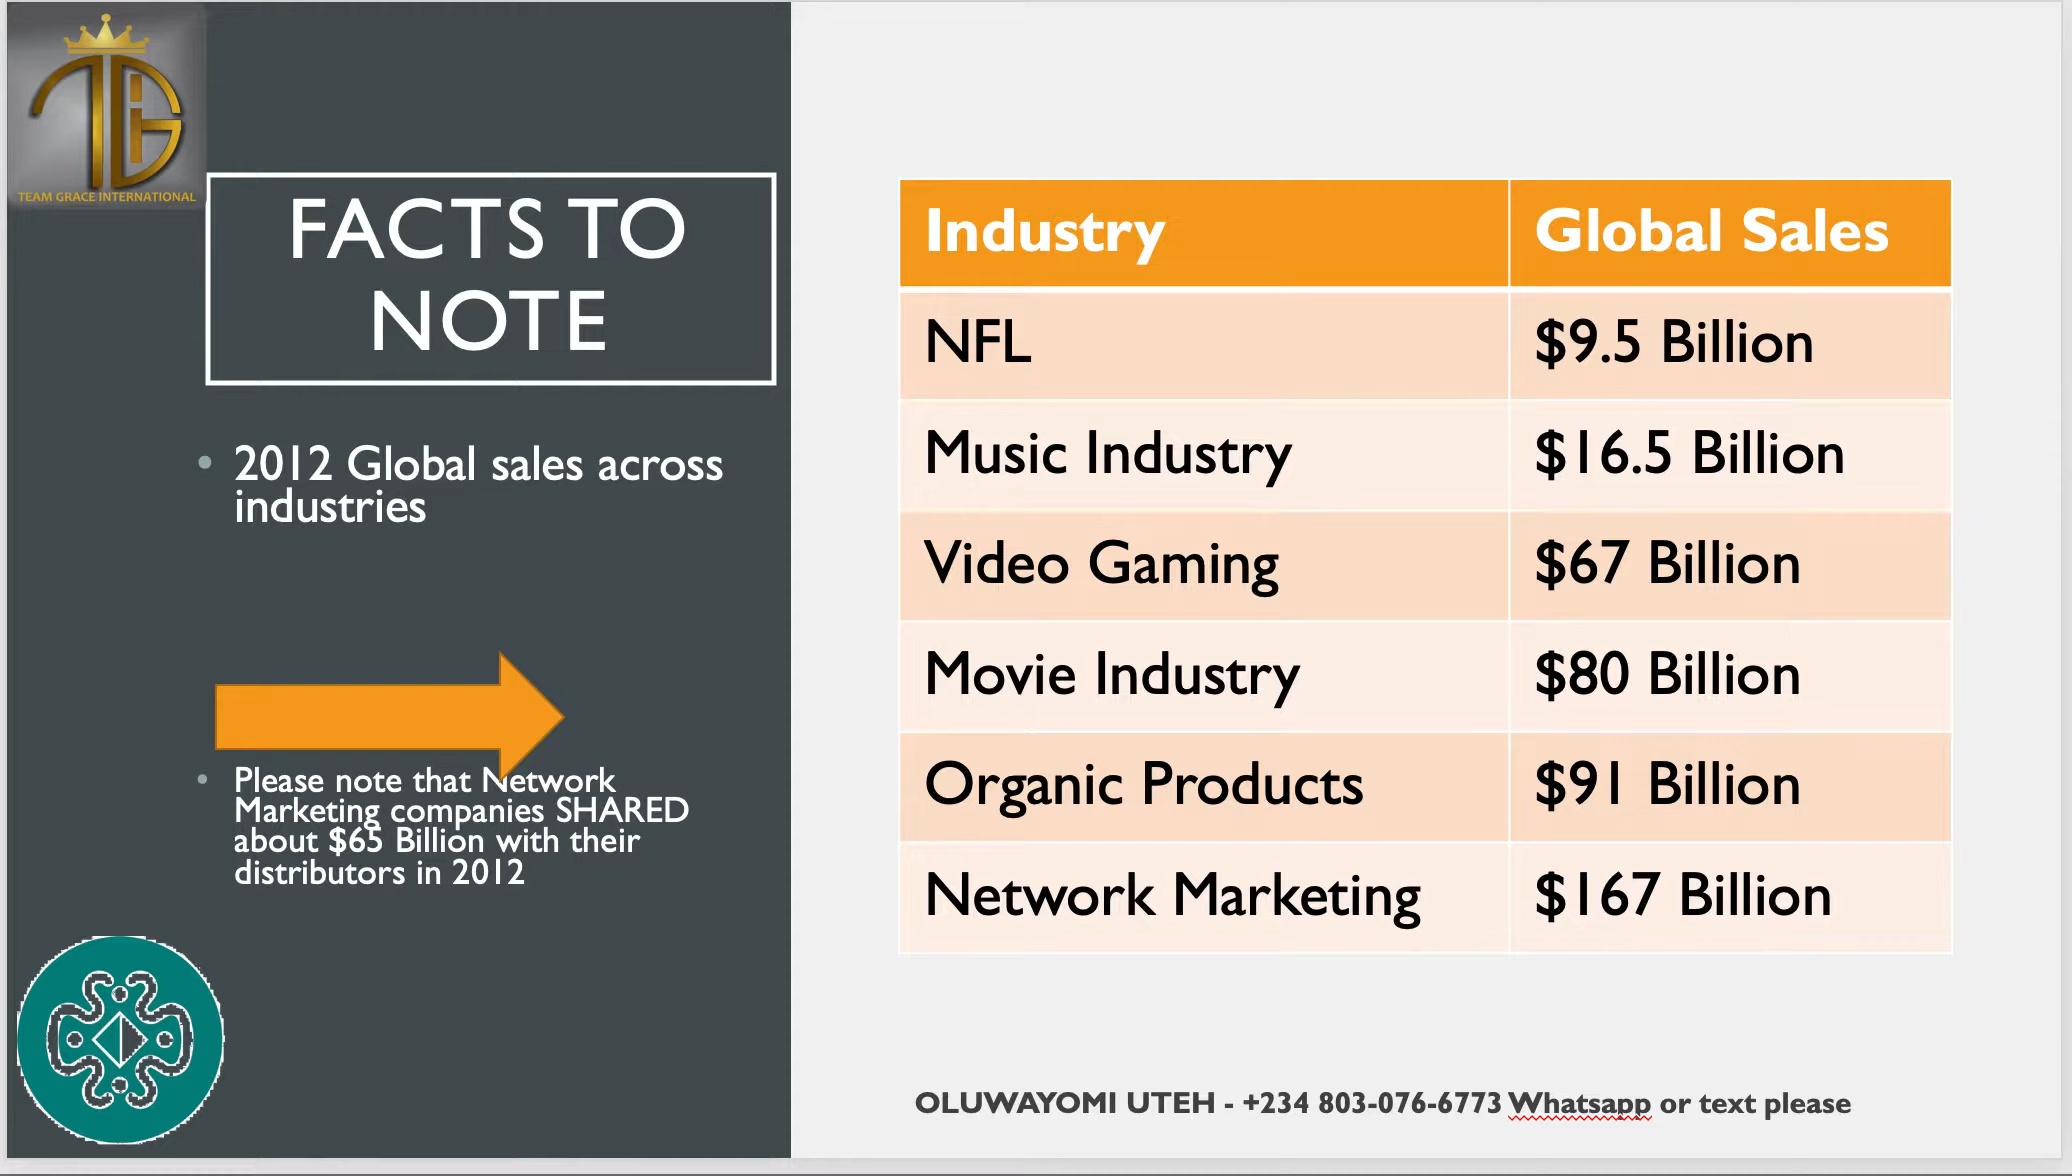 TEAM GRACE INTERNATIONAL
FACTS TO
NOTE
2012 Global sales across
industries
Please note that Network
Marketing companies SHARED
about $65 Billion with their
distributors in 2012
Industry Global Sales
NFL $9.5 Billion
Music Industry $16.5 Billion
Video Gaming $67 Billion
Movie Industry $80 Billion
Organic Products $91 Billion
Network Marketing $167 Billion
OLUWAYOMI UTEH - +234 803-076-6773 Whatsapp or text please